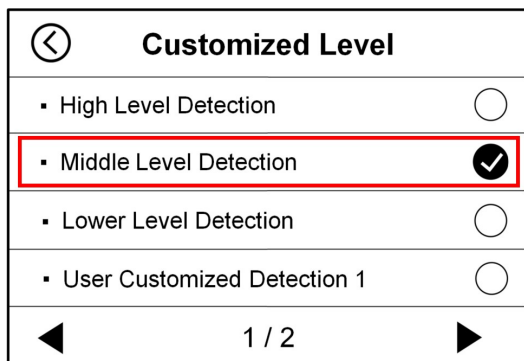 Customized Level
▪ High Level Detection
▪ Middle Level Detection
▪ Lower Level Detection
▪ User Customized Detection 1
1 / 2